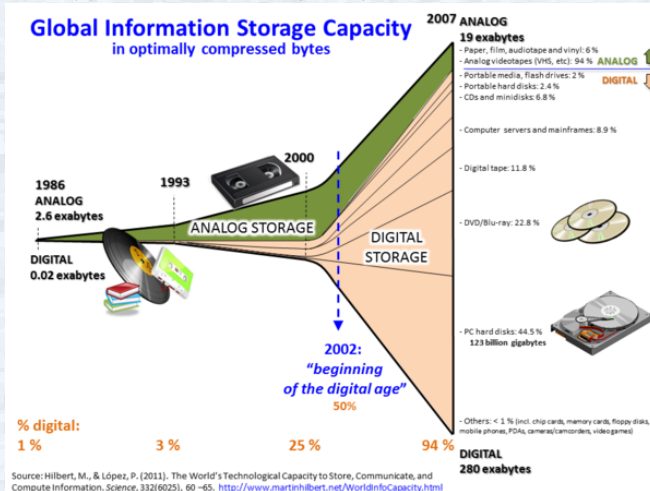 Global Information Storage Capacity
in optimally compressed bytes
2007 ANALOG
19 exabytes
- Paper, film, audiotape and vinyl: 6 %
- Analog videotapes (VHS, etc): 94 %
ANALOG
- Portable media, flash drives: 2 %
DIGITAL
- Portable hard disks: 2.4 %
- CDs and minidisks: 6.8 %
- Computer servers and mainframes: 8.9 %
- Digital tape: 11.8 %
- DVD/Blu-ray: 22.8 %
- PC hard disks: 44.5 %
123 billion gigabytes
- Others: < 1 % (incl. chip cards, memory cards, floppy disks,
mobile phones, PDAs, cameras/camcorders, video games)
DIGITAL
280 exabytes
1986
ANALOG
2.6 exabytes
DIGITAL
0.02 exabytes
1993
2000
ANALOG STORAGE
DIGITAL
STORAGE
2002:
"beginning
of the digital age"
50%
% digital:
1 %
3 %
25 %
94 %
Source: Hilbert, M., & López, P. (2011). The World's Technological Capacity to Store, Communicate, and
Compute Information. Science, 332(6025), 60 –65. http://www.martinhilbert.net/WorldInfoCapacity.html